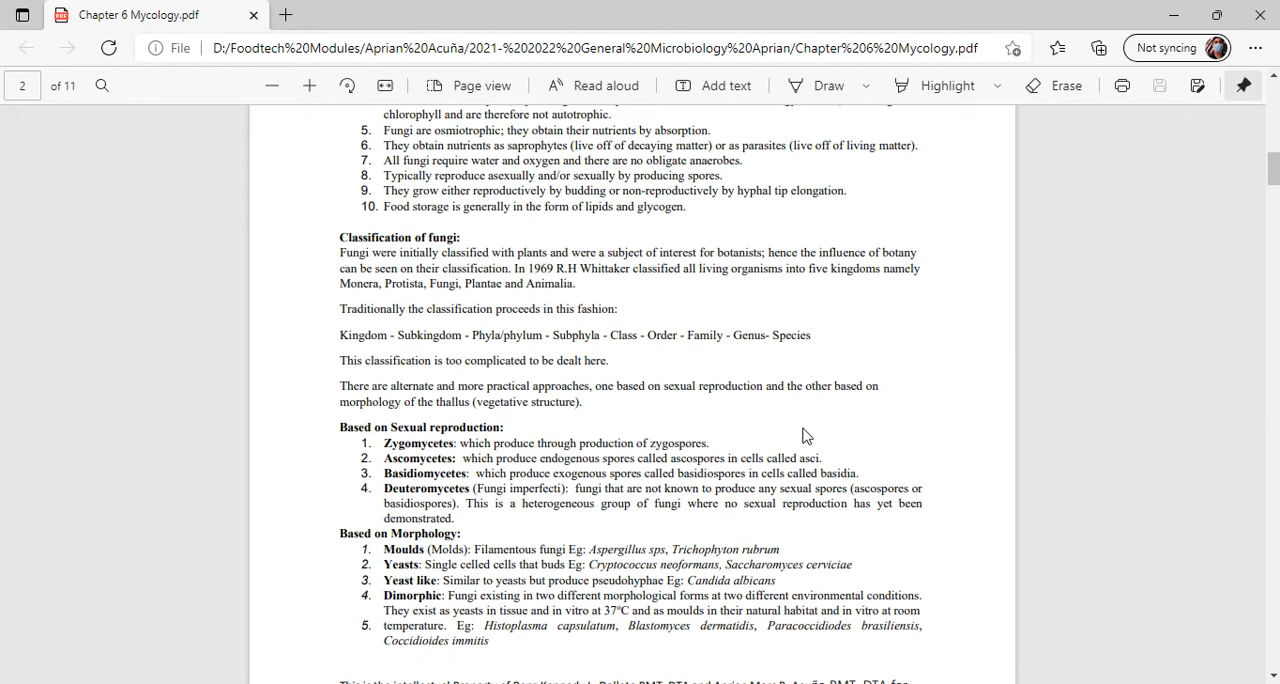 Chapter 6 Mycology.pdf
File
D:/Foodtech%20Modules/Aprian%20Acuña/2021-%202022%20General%20Microbiology%20Aprian/Chapter%206%20Mycology.pdf
Not syncing
2 of 11
Page view
Read aloud
Add text
Draw
Highlight
Erase
chlorophyll and are therefore not autotrophic.
5. Fungi are osmiotrophic; they obtain their nutrients by absorption.
6. They obtain nutrients as saprophytes (live off of decaying matter) or as parasites (live off of living matter).
7. All fungi require water and oxygen and there are no obligate anaerobes.
8. Typically reproduce asexually and/or sexually by producing spores.
9. They grow either reproductively by budding or non-reproductively by hyphal tip elongation.
10. Food storage is generally in the form of lipids and glycogen.
Classification of fungi:
Fungi were initially classified with plants and were a subject of interest for botanists; hence the influence of botany
can be seen on their classification. In 1969 R.H Whittaker classified all living organisms into five kingdoms namely
Monera, Protista, Fungi, Plantae and Animalia.
Traditionally the classification proceeds in this fashion:
Kingdom - Subkingdom - Phyla/phylum - Subphyla - Class - Order - Family - Genus- Species
This classification is too complicated to be dealt here.
There are alternate and more practical approaches, one based on sexual reproduction and the other based on
morphology of the thallus (vegetative structure).
Based on Sexual reproduction:
1. Zygomycetes: which produce through production of zygospores.
2. Ascomycetes: which produce endogenous spores called ascospores in cells called asci.
3. Basidiomycetes: which produce exogenous spores called basidiospores in cells called basidia.
4. Deuteromycetes (Fungi imperfecti): fungi that are not known to produce any sexual spores (ascospores or
basidiospores). This is a heterogeneous group of fungi where no sexual reproduction has yet been
demonstrated.
Based on Morphology:
1. Moulds (Molds): Filamentous fungi Eg: Aspergillus sps, Trichophyton rubrum
2. Yeasts: Single celled cells that buds Eg: Cryptococcus neoformans, Saccharomyces cerviciae
3. Yeast like: Similar to yeasts but produce pseudohyphae Eg: Candida albicans
4. Dimorphic: Fungi existing in two different morphological forms at two different environmental conditions.
They exist as yeasts in tissue and in vitro at 37°C and as moulds in their natural habitat and in vitro at room
5. temperature. Eg: Histoplasma capsulatum, Blastomyces dermatidis, Paracoccidiodes brasiliensis,
Coccidioides immitis